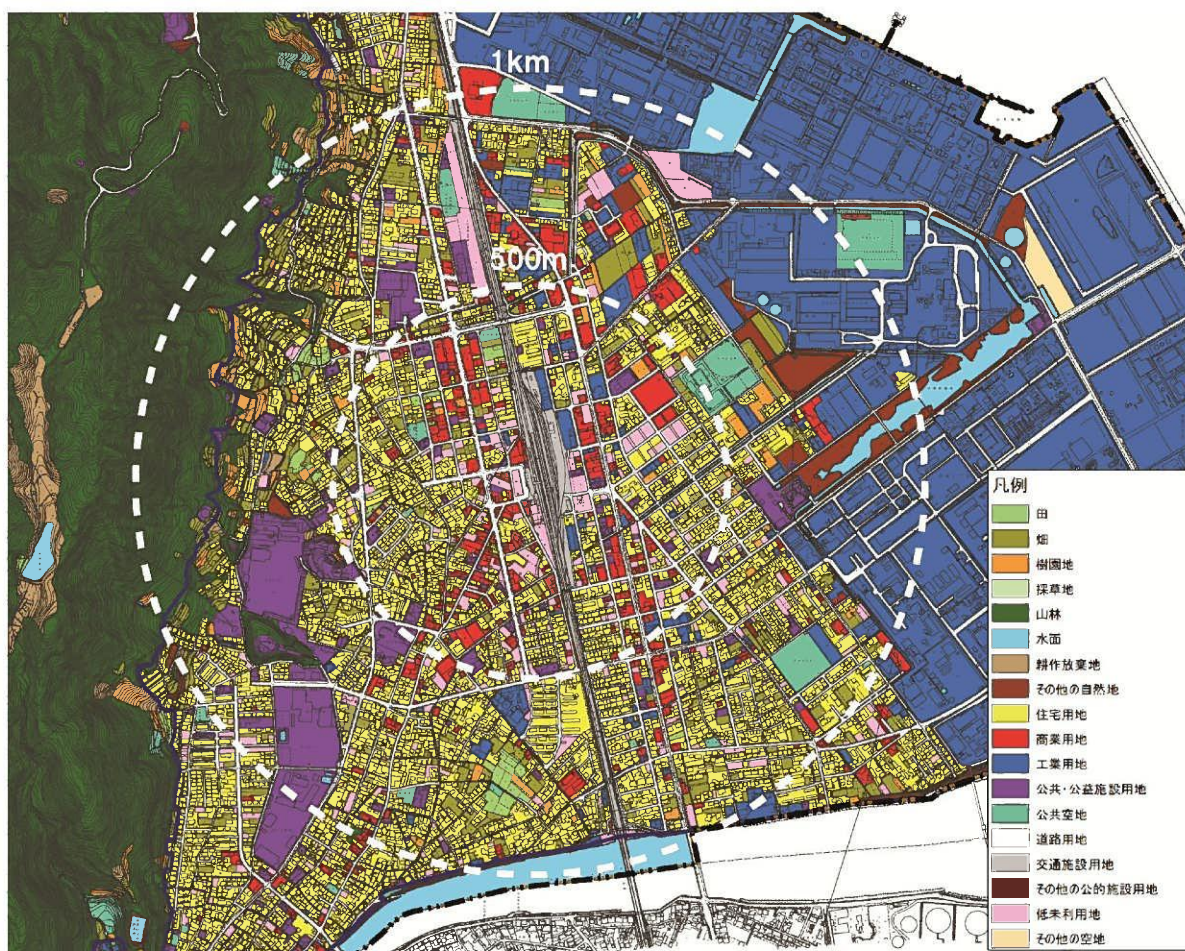 1km
500m
凡例
田
畑
樹園地
採草地
山林
水面
耕作放棄地
その他の自然地
住宅用地
商業用地
工業用地
公共・公益施設用地
公共空地
道路用地
交通施設用地
その他の公的施設用地
低未利用地
その他の空地